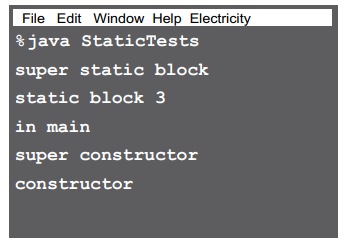 File Edit Window Help Electricity
%java StaticTests
super static block
static block 3
in main
super constructor
constructor